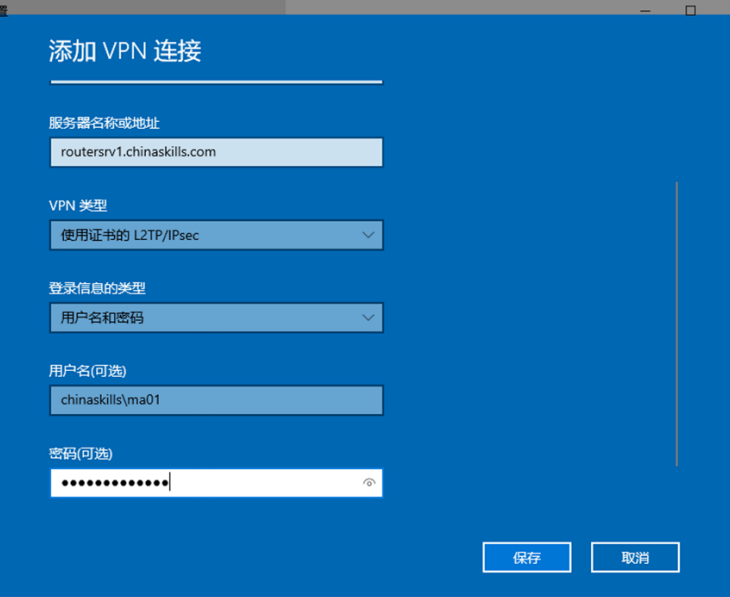 置
添加 VPN 连接
服务器名称或地址
routersrv1.chinaskills.com
VPN 类型
使用证书的 L2TP/IPsec
登录信息的类型
用户名和密码
用户名(可选)
chinaskills\ma01
密码(可选)
•••••••••••••
保存
取消